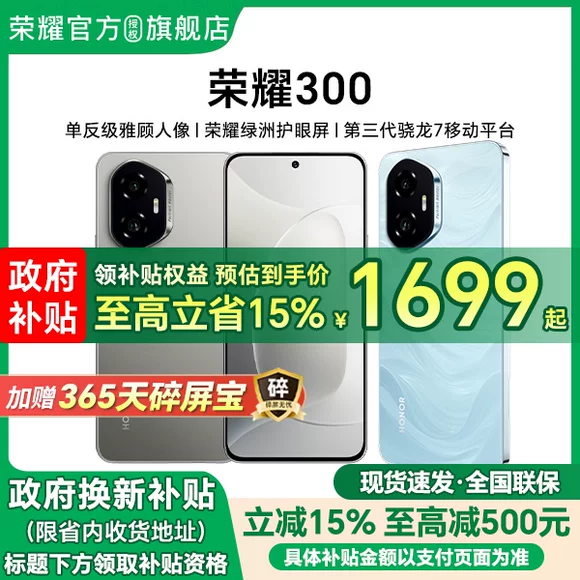 荣耀官方授权旗舰店
荣耀300
单反级雅顾人像 | 荣耀绿洲护眼屏 | 第三代骁龙7移动平台
政府
补贴
领补贴权益 预估到手价
至高立省15%
¥1699起
加赠365天碎屏宝
碎
碎屏无忧
HONOR
HONOR
政府换新补贴
(限省内收货地址)
标题下方领取补贴资格
现货速发·全国联保
立减15% 至高减500元
具体补贴金额以支付页面为准